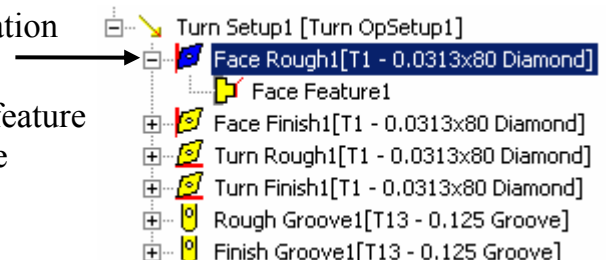 ation
feature
e
Turn Setup1 [Turn OpSetup1]
Face Rough1[T1 - 0.0313x80 Diamond]
Face Feature1
Face Finish1[T1 - 0.0313x80 Diamond]
Turn Rough1[T1 - 0.0313x80 Diamond]
Turn Finish1[T1 - 0.0313x80 Diamond]
Rough Groove1[T13 - 0.125 Groove]
Finish Groove1[T13 - 0.125 Groove]